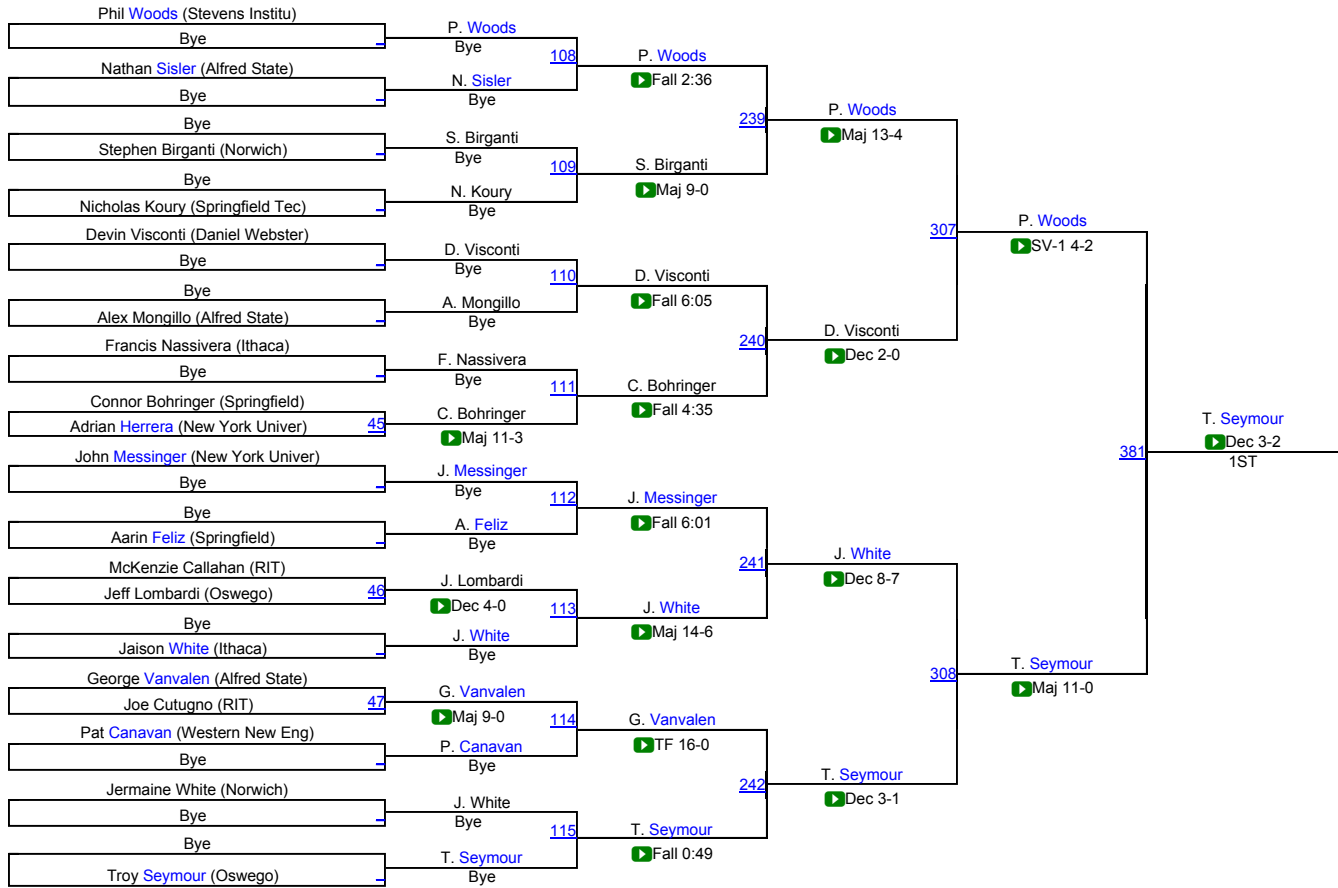 Phil Woods (Stevens Institu)
Bye
Nathan Sisler (Alfred State)
Bye
Bye
Stephen Birganti (Norwich)
Bye
Nicholas Koury (Springfield Tec)
Devin Visconti (Daniel Webster)
Bye
Bye
Alex Mongillo (Alfred State)
Francis Nassivera (Ithaca)
Bye
Connor Bohringer (Springfield)
Adrian Herrera (New York Univer) 45
John Messinger (New York Univer)
Bye
Bye
Aarin Feliz (Springfield)
McKenzie Callahan (RIT)
Jeff Lombardi (Oswego) 46
Bye
Jaison White (Ithaca)
George Vanvalen (Alfred State)
Joe Cutugno (RIT) 47
Pat Canavan (Western New Eng)
Bye
Jermaine White (Norwich)
Bye
Bye
Troy Seymour (Oswego)
P. Woods
Bye
108
N. Sisler
Bye
S. Birganti
Bye
109
N. Koury
Bye
D. Visconti
Bye
110
A. Mongillo
Bye
F. Nassivera
Bye
111
C. Bohringer
Maj 11-3
J. Messinger
Bye
112
A. Feliz
Bye
J. Lombardi
Dec 4-0
113
J. White
Bye
G. Vanvalen
Maj 9-0
114
P. Canavan
Bye
J. White
Bye
115
T. Seymour
Bye
P. Woods
Fall 2:36
239
S. Birganti
Maj 9-0
D. Visconti
Fall 6:05
240
C. Bohringer
Fall 4:35
J. Messinger
Fall 6:01
241
J. White
Maj 14-6
G. Vanvalen
TF 16-0
242
T. Seymour
Fall 0:49
P. Woods
Maj 13-4
307
D. Visconti
Dec 2-0
J. White
Dec 8-7
308
T. Seymour
Dec 3-1
P. Woods
SV-1 4-2
381
T. Seymour
Maj 11-0
T. Seymour
Dec 3-2
1ST